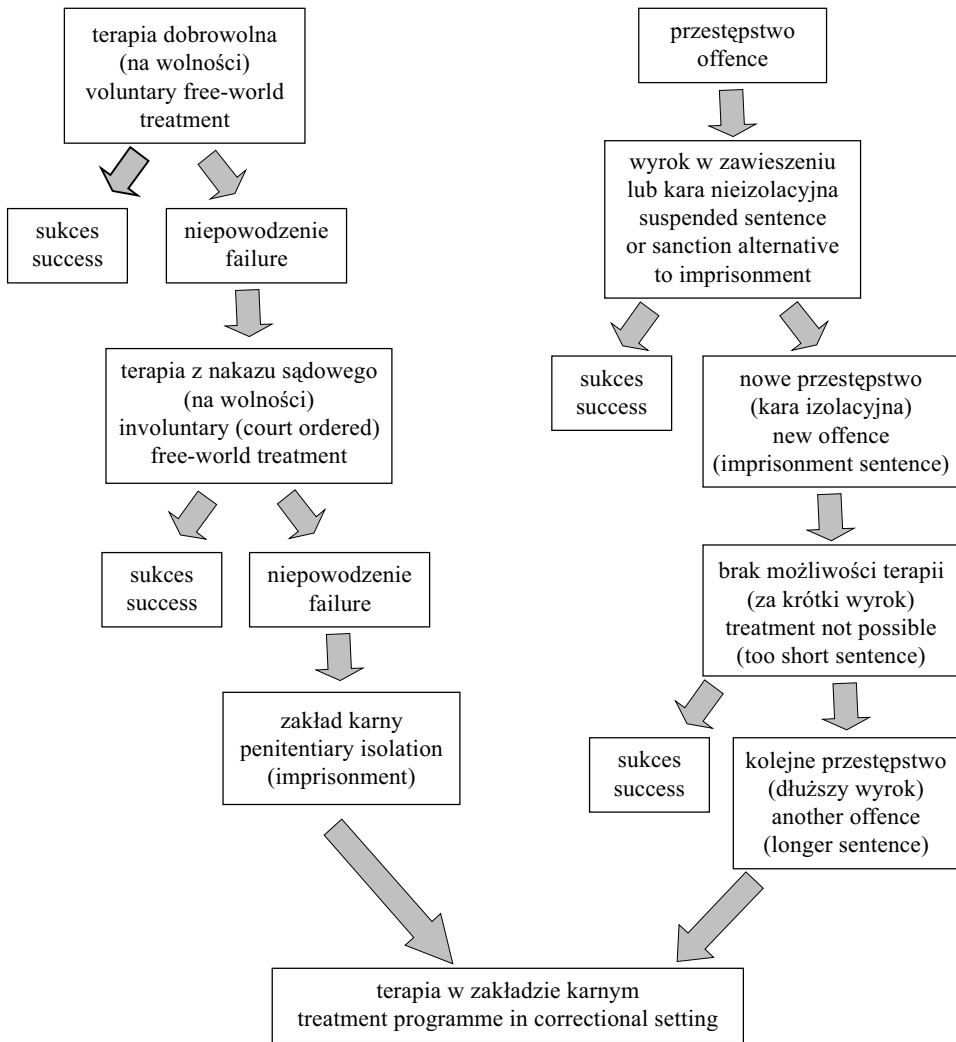 terapia dobrowolna
(na wolności)
voluntary free-world
treatment
sukces
success
niepowodzenie
failure
terapia z nakazu sądowego
(na wolności)
involuntary (court ordered)
free-world treatment
sukces
success
niepowodzenie
failure
zakład karny
penitentiary isolation
(imprisonment)
przestępstwo
offence
wyrok w zawieszeniu
lub kara nieizolacyjna
suspended sentence
or sanction alternative
to imprisonment
sukces
success
nowe przestępstwo
(kara izolacyjna)
new offence
(imprisonment sentence)
brak możliwości terapii
(za krótki wyrok)
treatment not possible
(too short sentence)
sukces
success
kolejne przestępstwo
(dłuższy wyrok)
another offence
(longer sentence)
terapia w zakładzie karnym
treatment programme in correctional setting